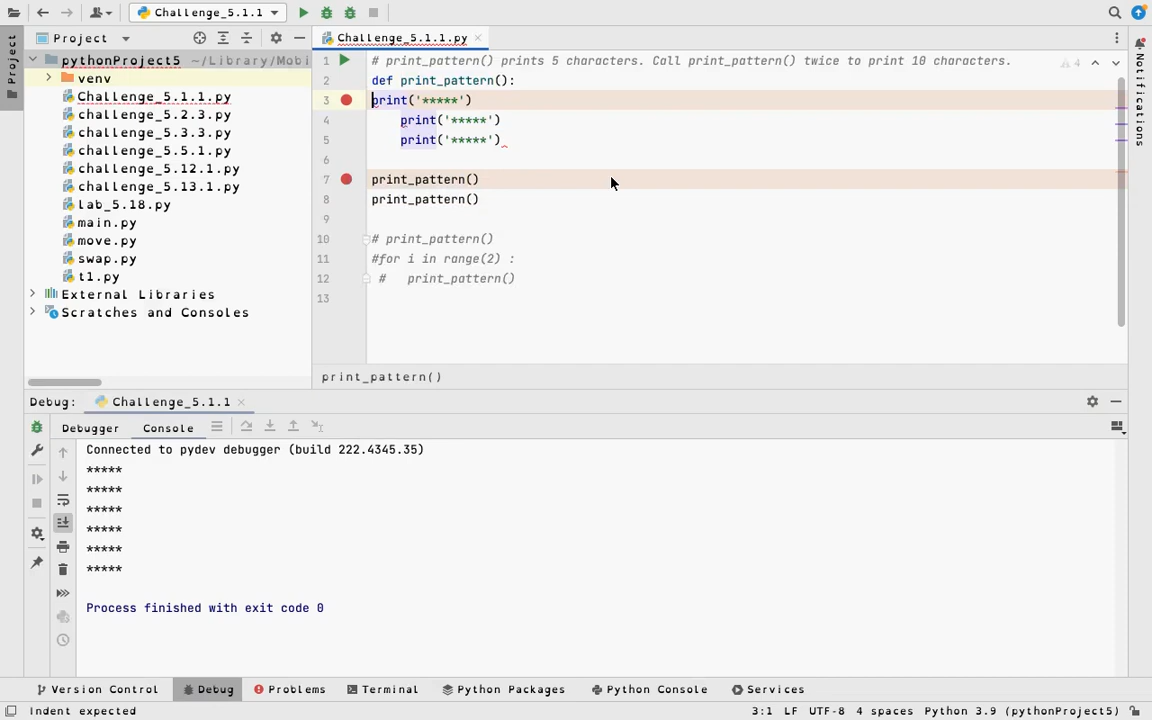 Challenge_5.1.1
Project
Project
pythonProject5 ~/Library/Mobi
venv
Challenge_5.1.1.py
challenge_5.2.3.py
challenge_5.3.3.py
challenge_5.5.1.py
challenge_5.12.1.py
challenge_5.13.1.py
lab_5.18.py
main.py
move.py
swap.py
t1.py
External Libraries
Scratches and Consoles
Challenge_5.1.1.py
4
1 # print_pattern() prints 5 characters. Call print_pattern() twice to print 10 characters.
2 def print_pattern():
3 print('*****')
4     print('*****')
5     print('*****')
6
7 print_pattern()
8 print_pattern()
9
10 # print_pattern()
11 #for i in range(2) :
12  #   print_pattern()
13
print_pattern()
Notifications
Debug: Challenge_5.1.1
Debugger Console
Connected to pydev debugger (build 222.4345.35)
*****
*****
*****
*****
*****
*****
Process finished with exit code 0
Version Control Debug Problems Terminal Python Packages Python Console Services
Indent expected 3:1 LF UTF-8 4 spaces Python 3.9 (pythonProject5)